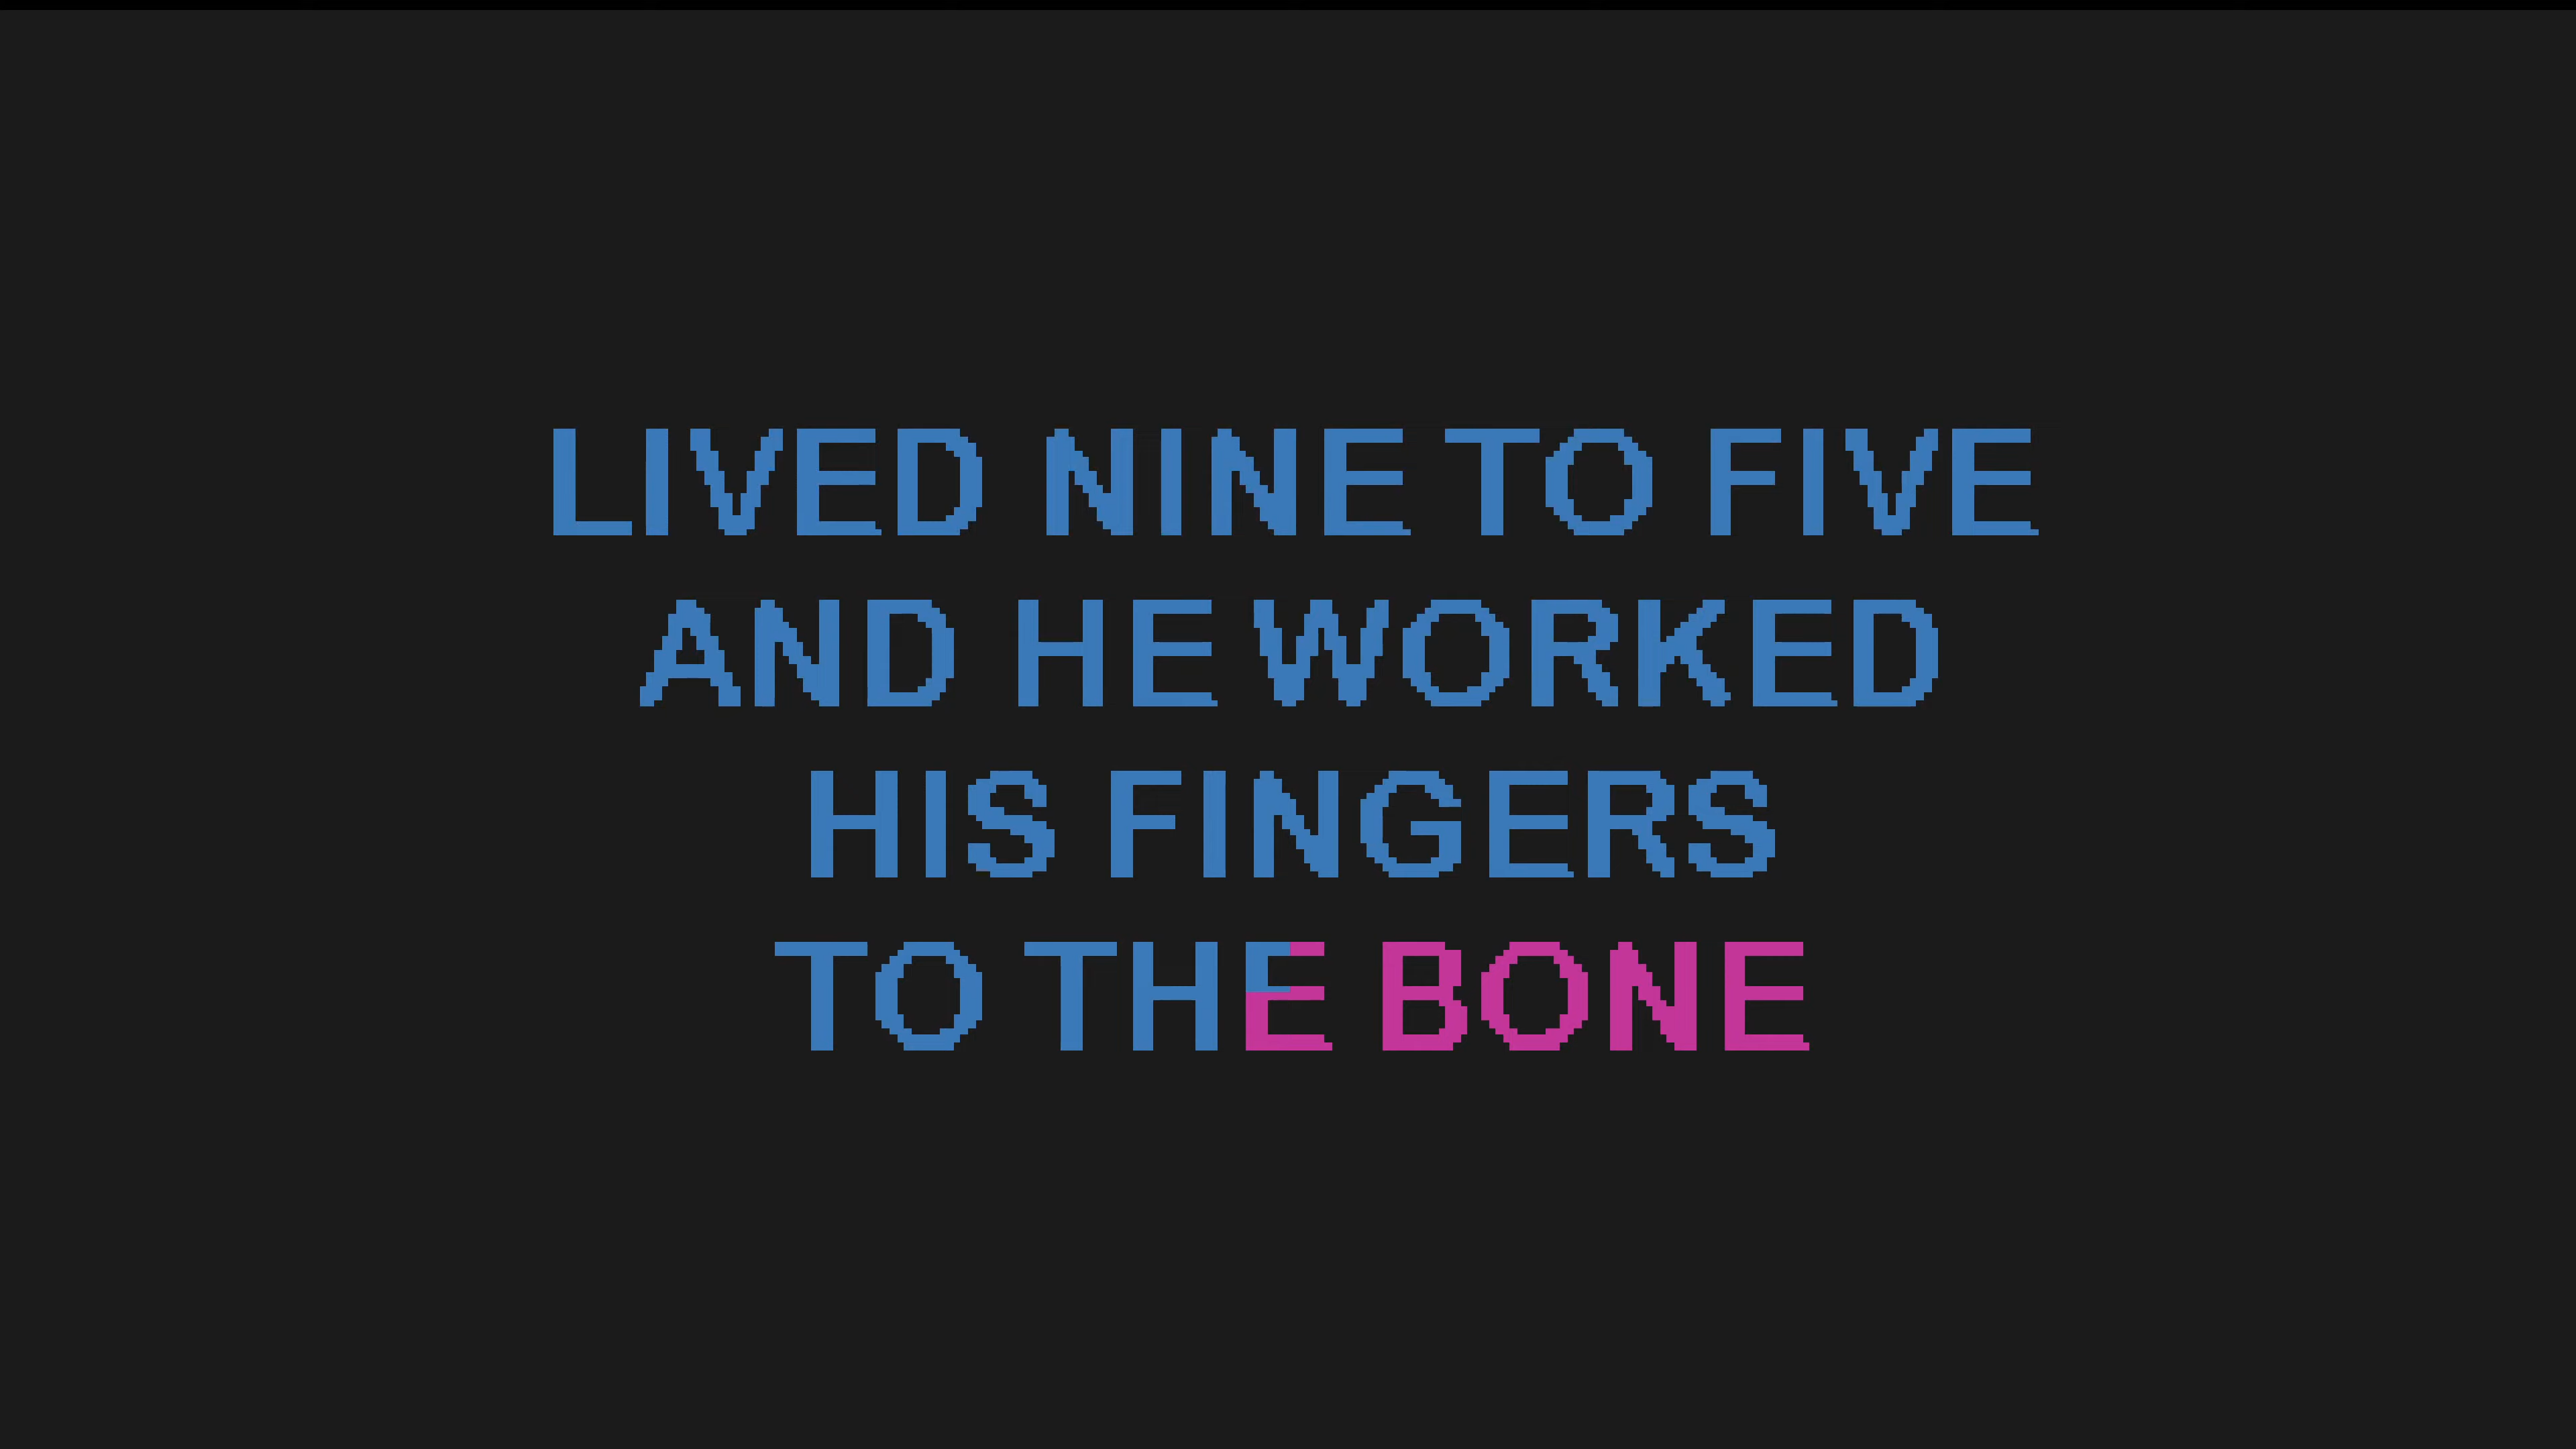 LIVED NINE TO FIVE
AND HE WORKED
HIS FINGERS
TO THE BONE